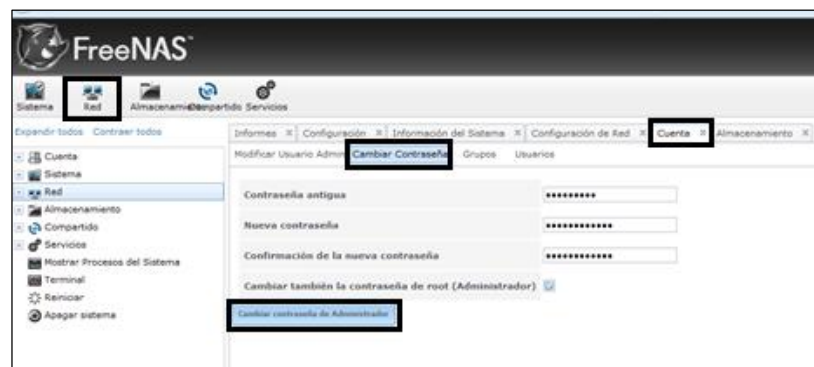 FreeNAS
Sistema Red Almacenamiento Compartido Servicios
Expandir todos Contraer todos
Informes Configuración Información del Sistema Configuración de Red Cuenta Almacenamiento
Modificar Usuario Admin Cambiar Contraseña Grupos Usuarios
Cuenta
Sistema
Red
Almacenamiento
Compartido
Servicios
Mostrar Procesos del Sistema
Terminal
Reiniciar
Apagar sistema
Contraseña antigua •••••••••
Nueva contraseña ••••••••••••
Confirmación de la nueva contraseña ••••••••••••
Cambiar también la contraseña de root (Administrador)
Cambiar contraseña de Administrador